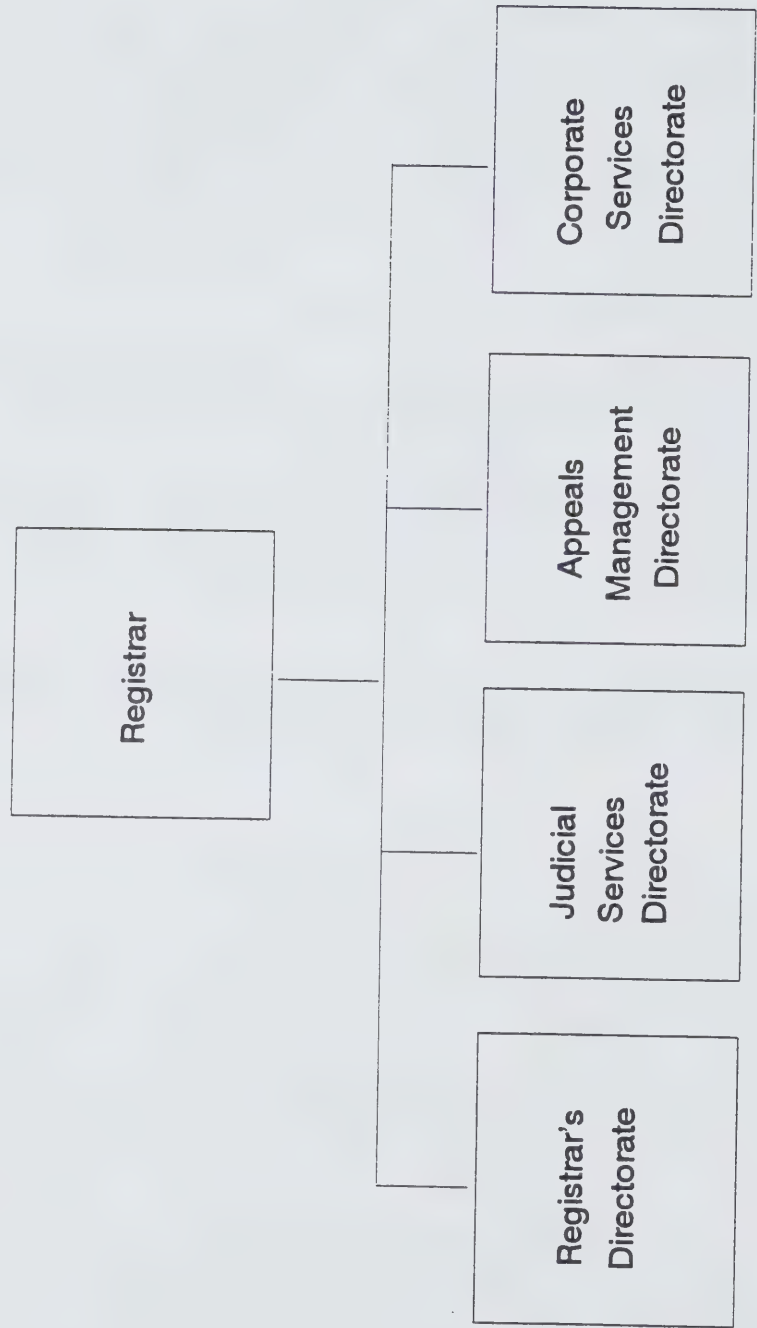 Registrar
Registrar's
Directorate
Judicial
Services
Directorate
Appeals
Management
Directorate
Corporate
Services
Directorate